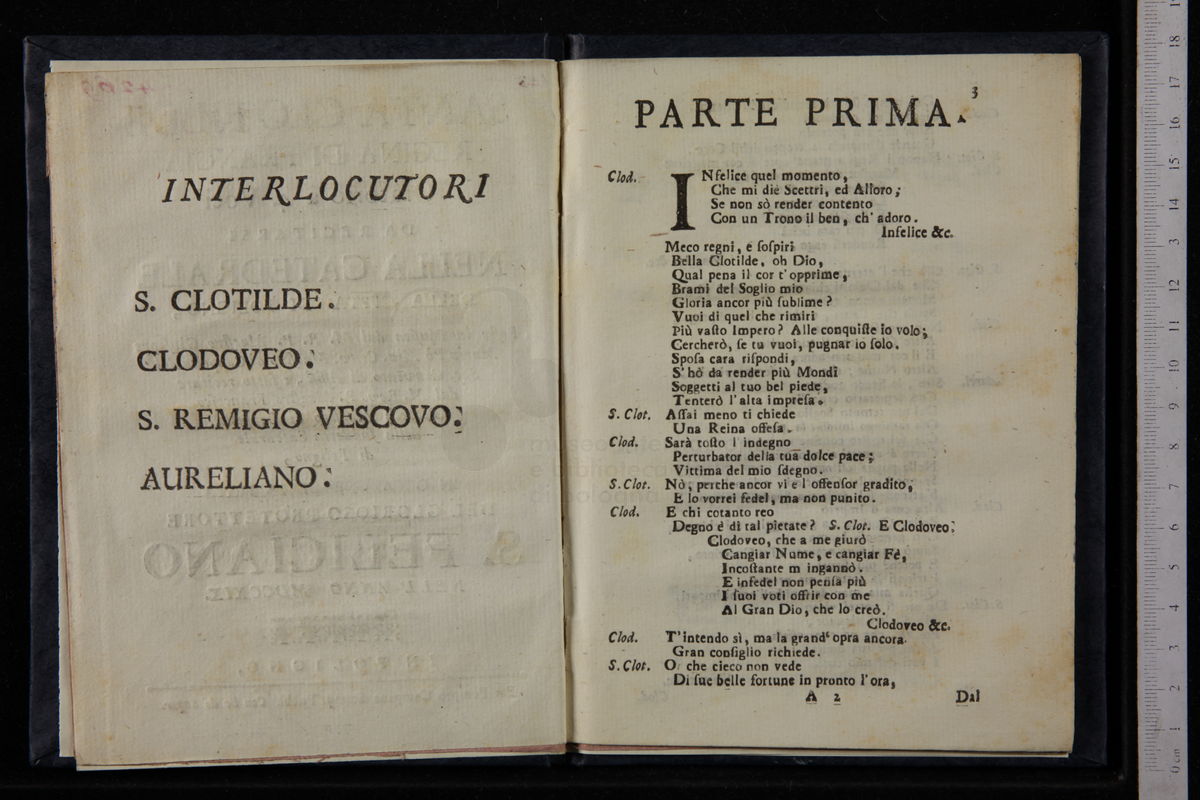 INTERLOCUTORI
S. CLOTILDE.
CLODOVEO.
S. REMIGIO VESCOVO.
AURELIANO.
3
PARTE PRIMA.
Clod. INfelice quel momento,
Che mi diè Scettri, ed Alloro;
Se non sò render contento
Con un Trono il ben, ch' adoro.
Infelice &c.
Meco regni, e ſoſpiri
Bella Clotilde, oh Dio,
Qual pena il cor t' opprime,
Brami del Soglio mio
Gloria ancor più ſublime?
Vuoi di quel che rimiri
Più vaſto Impero? Alle conquiſte io volo;
Cercherò, ſe tu vuoi, pugnar io ſolo.
Spoſa cara riſpondi,
S' hò da render più Mondi
Soggetti al tuo bel piede,
Tenterò l' alta impreſa.
S. Clot. Aſſai meno ti chiede
Una Reina offeſa.
Clod. Sarà toſto l indegno
Perturbator della tua dolce pace;
Vittima del mio ſdegno.
S. Clot. Nò, perche ancor vi è l offenſor gradito,
E lo vorrei fedel, ma non punito.
Clod. E chi cotanto reo
Degno è di tal pietate? S. Clot. E Clodoveo.
Clodoveo, che a me giurò
Cangiar Nume, e cangiar Fè,
Incoſtante m ingannò.
E infedel non penſa più
I ſuoi voti offrir con me
Al Gran Dio, che lo creò.
Clodoveo &c.
Clod. T' intendo sì, ma la grand' opra ancora
Gran conſiglio richiede.
S. Clot. O che cieco non vede
Di ſue belle fortune in pronto l' ora,
A 2 Dal